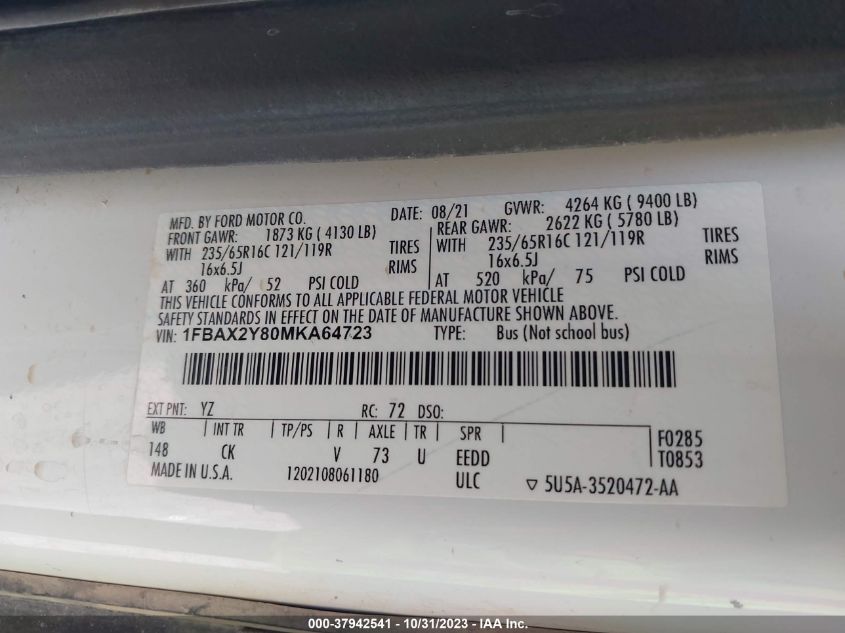 MFD. BY FORD MOTOR CO. DATE: 08/21 GVWR: 4264 KG ( 9400 LB)
FRONT GAWR: 1873 KG ( 4130 LB) REAR GAWR: 2622 KG ( 5780 LB)
WITH 235/65R16C 121/119R TIRES WITH 235/65R16C 121/119R TIRES
16x6.5J RIMS 16x6.5J RIMS
AT 360 kPa/ 52 PSI COLD AT 520 kPa/ 75 PSI COLD
THIS VEHICLE CONFORMS TO ALL APPLICABLE FEDERAL MOTOR VEHICLE
SAFETY STANDARDS IN EFFECT ON THE DATE OF MANUFACTURE SHOWN ABOVE.
VIN: 1FBAX2Y80MKA64723 TYPE: Bus (Not school bus)
EXT PNT: YZ RC: 72 DSO:
WB INT TR TP/PS R AXLE TR SPR F0285
148 CK V 73 U EEDD T0853
MADE IN U.S.A. 1202108061180 ULC ▽ 5U5A-3520472-AA
000-37942541 - 10/31/2023 - IAA Inc.